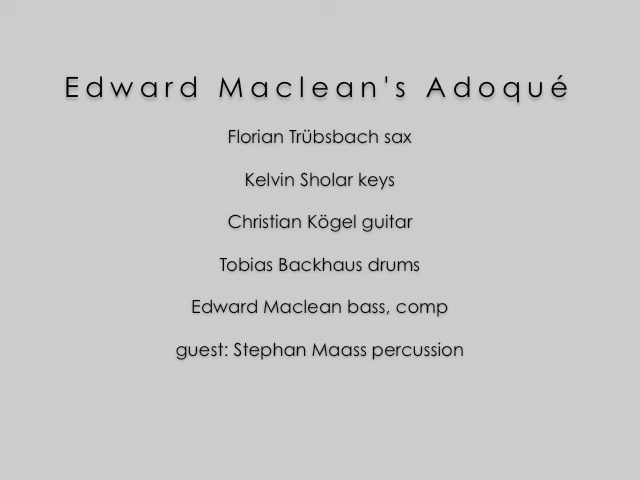 Edward Maclean's Adoqué
Florian Trübsbach sax
Kelvin Sholar keys
Christian Kögel guitar
Tobias Backhaus drums
Edward Maclean bass, comp
guest: Stephan Maass percussion